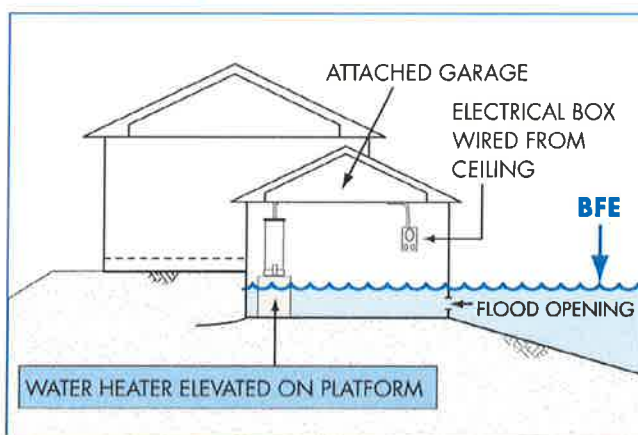 ATTACHED GARAGE
ELECTRICAL BOX
WIRED FROM
CEILING
BFE
FLOOD OPENING
WATER HEATER ELEVATED ON PLATFORM